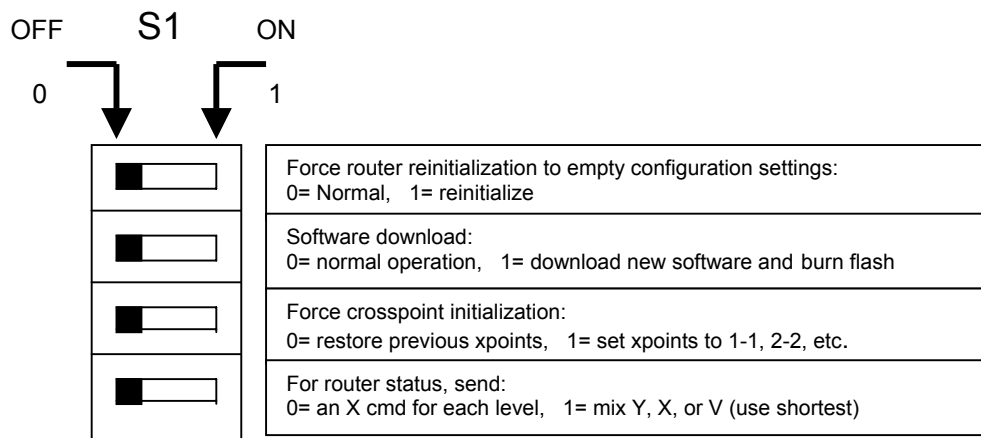 OFF S1 ON
0 1
Force router reinitialization to empty configuration settings:
0= Normal, 1= reinitialize
Software download:
0= normal operation, 1= download new software and burn flash
Force crosspoint initialization:
0= restore previous xpoints, 1= set xpoints to 1-1, 2-2, etc.
For router status, send:
0= an X cmd for each level, 1= mix Y, X, or V (use shortest)